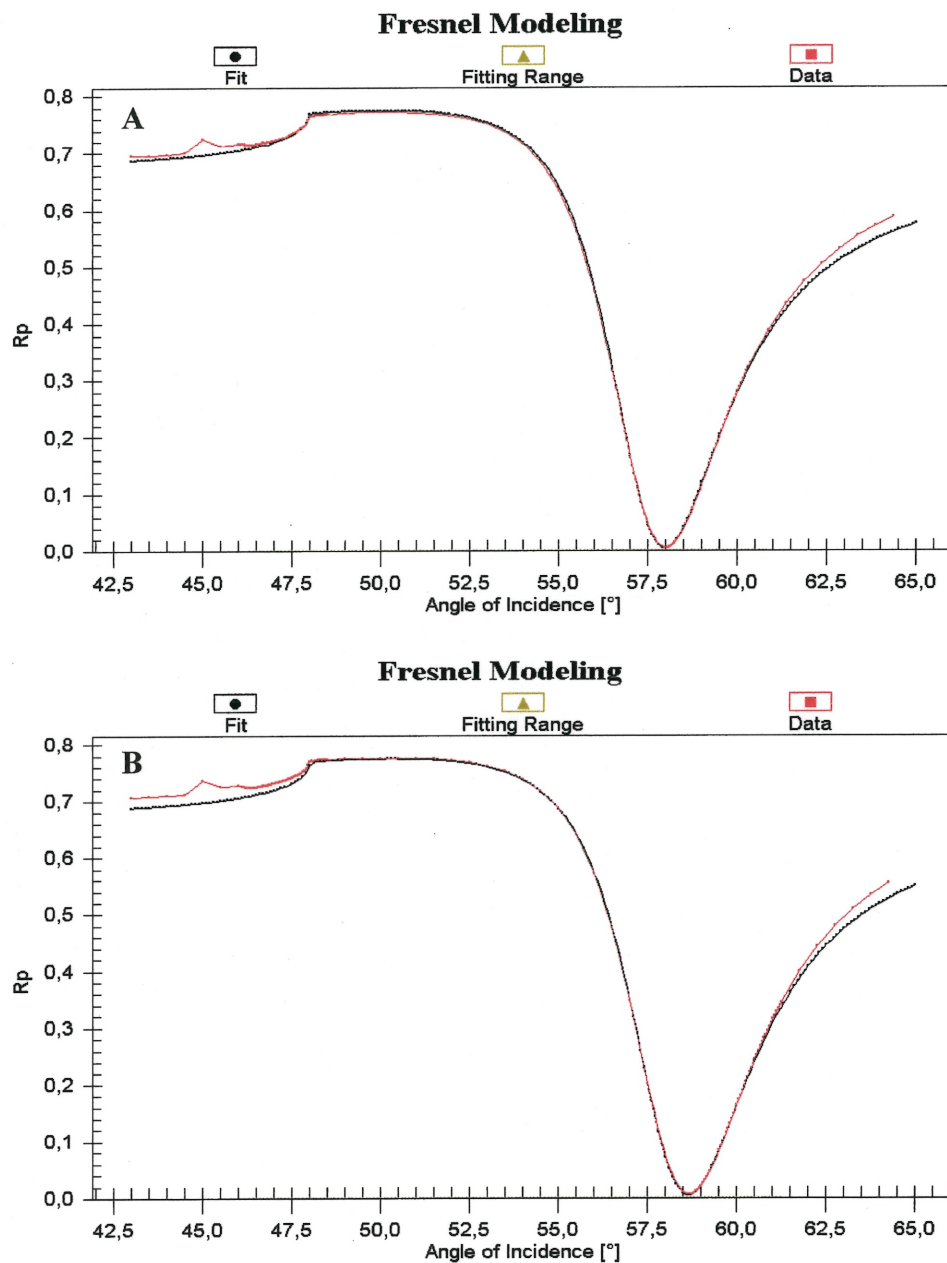 Fresnel Modeling
Fit Fitting Range Data
A
0,8
0,7
0,6
0,5
0,4
0,3
0,2
0,1
0,0
Rp
42,5 45,0 47,5 50,0 52,5 55,0 57,5 60,0 62,5 65,0
Angle of Incidence [°]
Fresnel Modeling
Fit Fitting Range Data
B
0,8
0,7
0,6
0,5
0,4
0,3
0,2
0,1
0,0
Rp
42,5 45,0 47,5 50,0 52,5 55,0 57,5 60,0 62,5 65,0
Angle of Incidence [°]